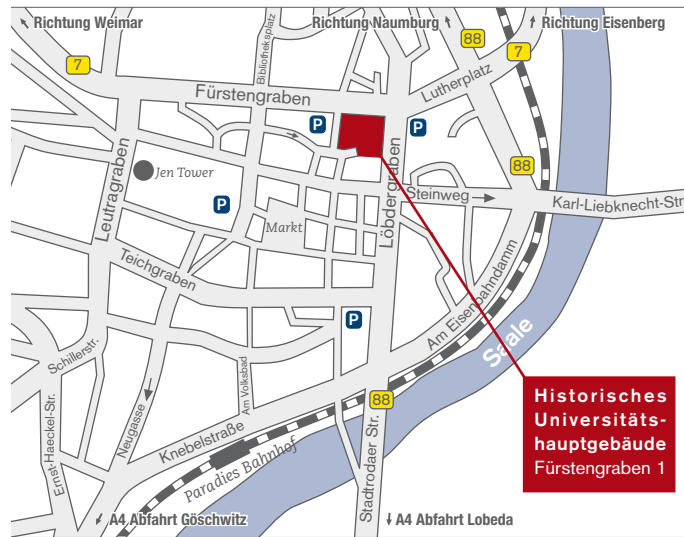 Richtung Weimar
Richtung Naumburg
Richtung Eisenberg
Bibliotheksplatz
88
7
7
Lutherplatz
Fürstengraben
P
P
Leutragraben
Jen Tower
88
Steinweg
Karl-Liebknecht-Str.
P
Löbdergraben
Markt
Teichgraben
P
Am Eisenbahndamm
Saale
Schillerstr.
Am Volksbad
88
Historisches
Universitäts-
hauptgebäude
Fürstengraben 1
Ernst-Haeckel-Str.
Neugasse
Knebelstraße
Paradies Bahnhof
Stadtrodaer Str.
A4 Abfahrt Göschwitz
A4 Abfahrt Lobeda